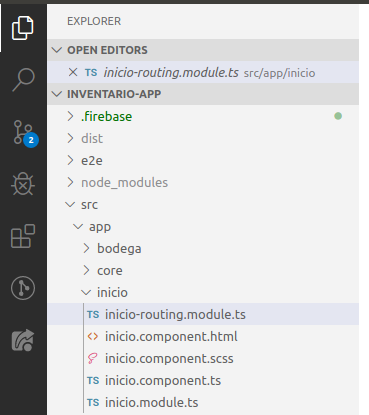 EXPLORER
OPEN EDITORS
TS inicio-routing.module.ts src/app/inicio
INVENTARIO-APP
.firebase
dist
e2e
2
node_modules
src
app
bodega
core
inicio
TS inicio-routing.module.ts
<> inicio.component.html
inicio.component.scss
TS inicio.component.ts
TS inicio.module.ts